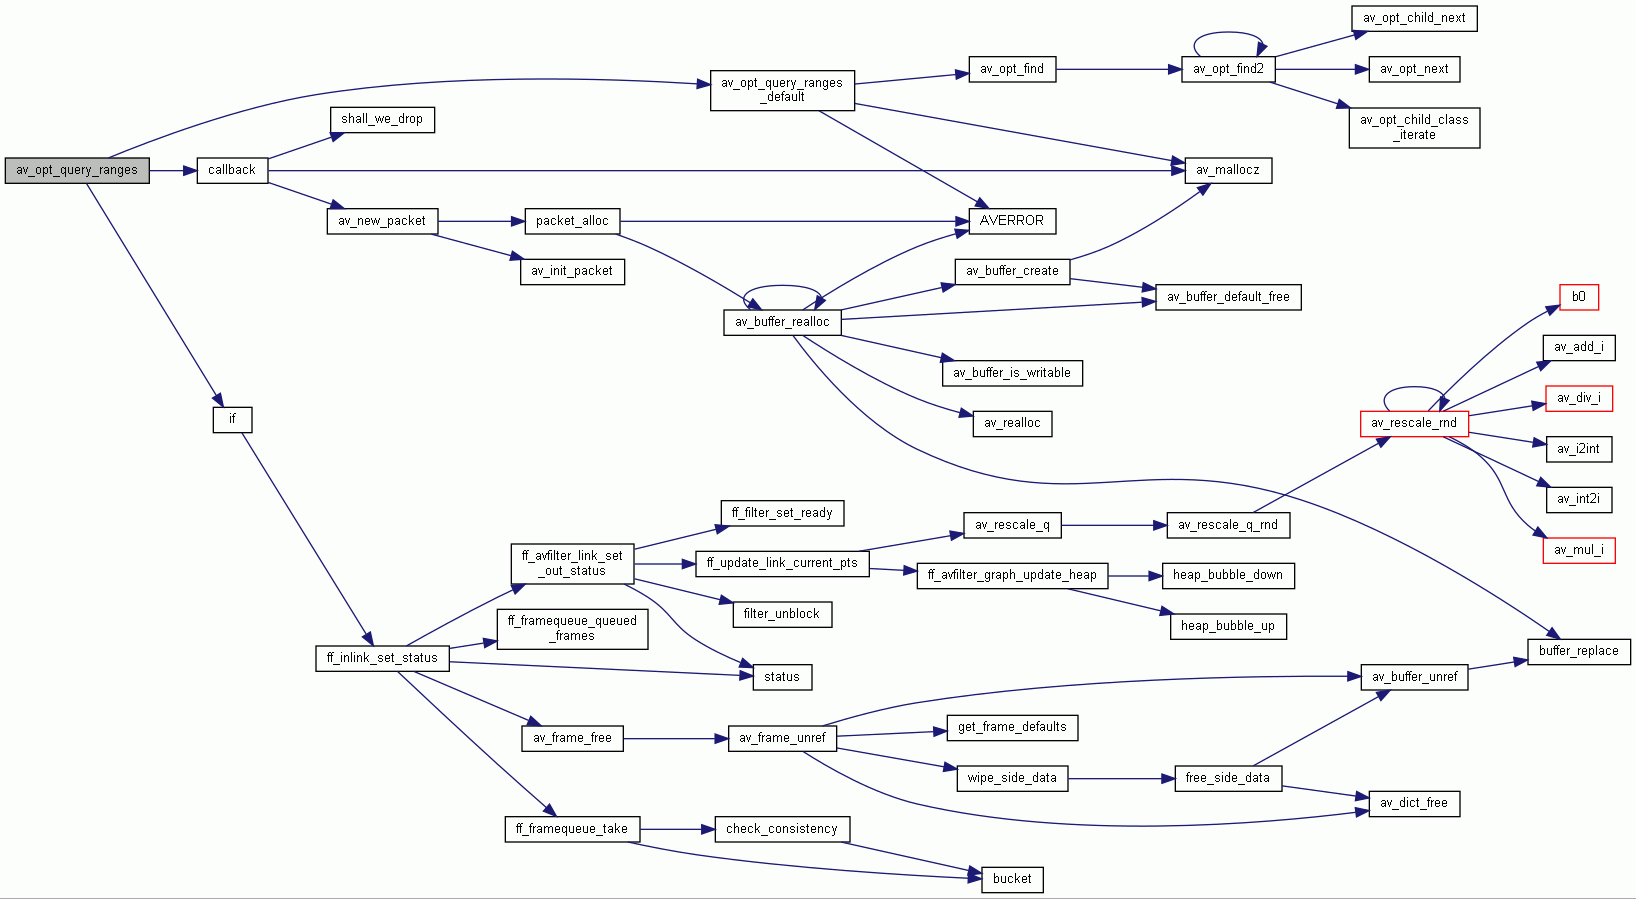 av_opt_child_next
av_opt_query_ranges
_default
av_opt_find
av_opt_find2
av_opt_next
shall_we_drop
av_opt_child_class
_iterate
av_opt_query_ranges
callback
av_mallocz
av_new_packet
packet_alloc
AVERROR
av_init_packet
av_buffer_create
av_buffer_default_free
b0
av_buffer_realloc
av_add_i
av_buffer_is_writable
av_div_i
if
av_realloc
av_rescale_rnd
av_i2int
av_int2i
ff_filter_set_ready
av_rescale_q
av_rescale_q_rnd
av_mul_i
ff_avfilter_link_set
_out_status
ff_update_link_current_pts
ff_avfilter_graph_update_heap
heap_bubble_down
filter_unblock
heap_bubble_up
ff_framequeue_queued
_frames
ff_inlink_set_status
status
buffer_replace
av_buffer_unref
get_frame_defaults
av_frame_free
av_frame_unref
wipe_side_data
free_side_data
av_dict_free
ff_framequeue_take
check_consistency
bucket